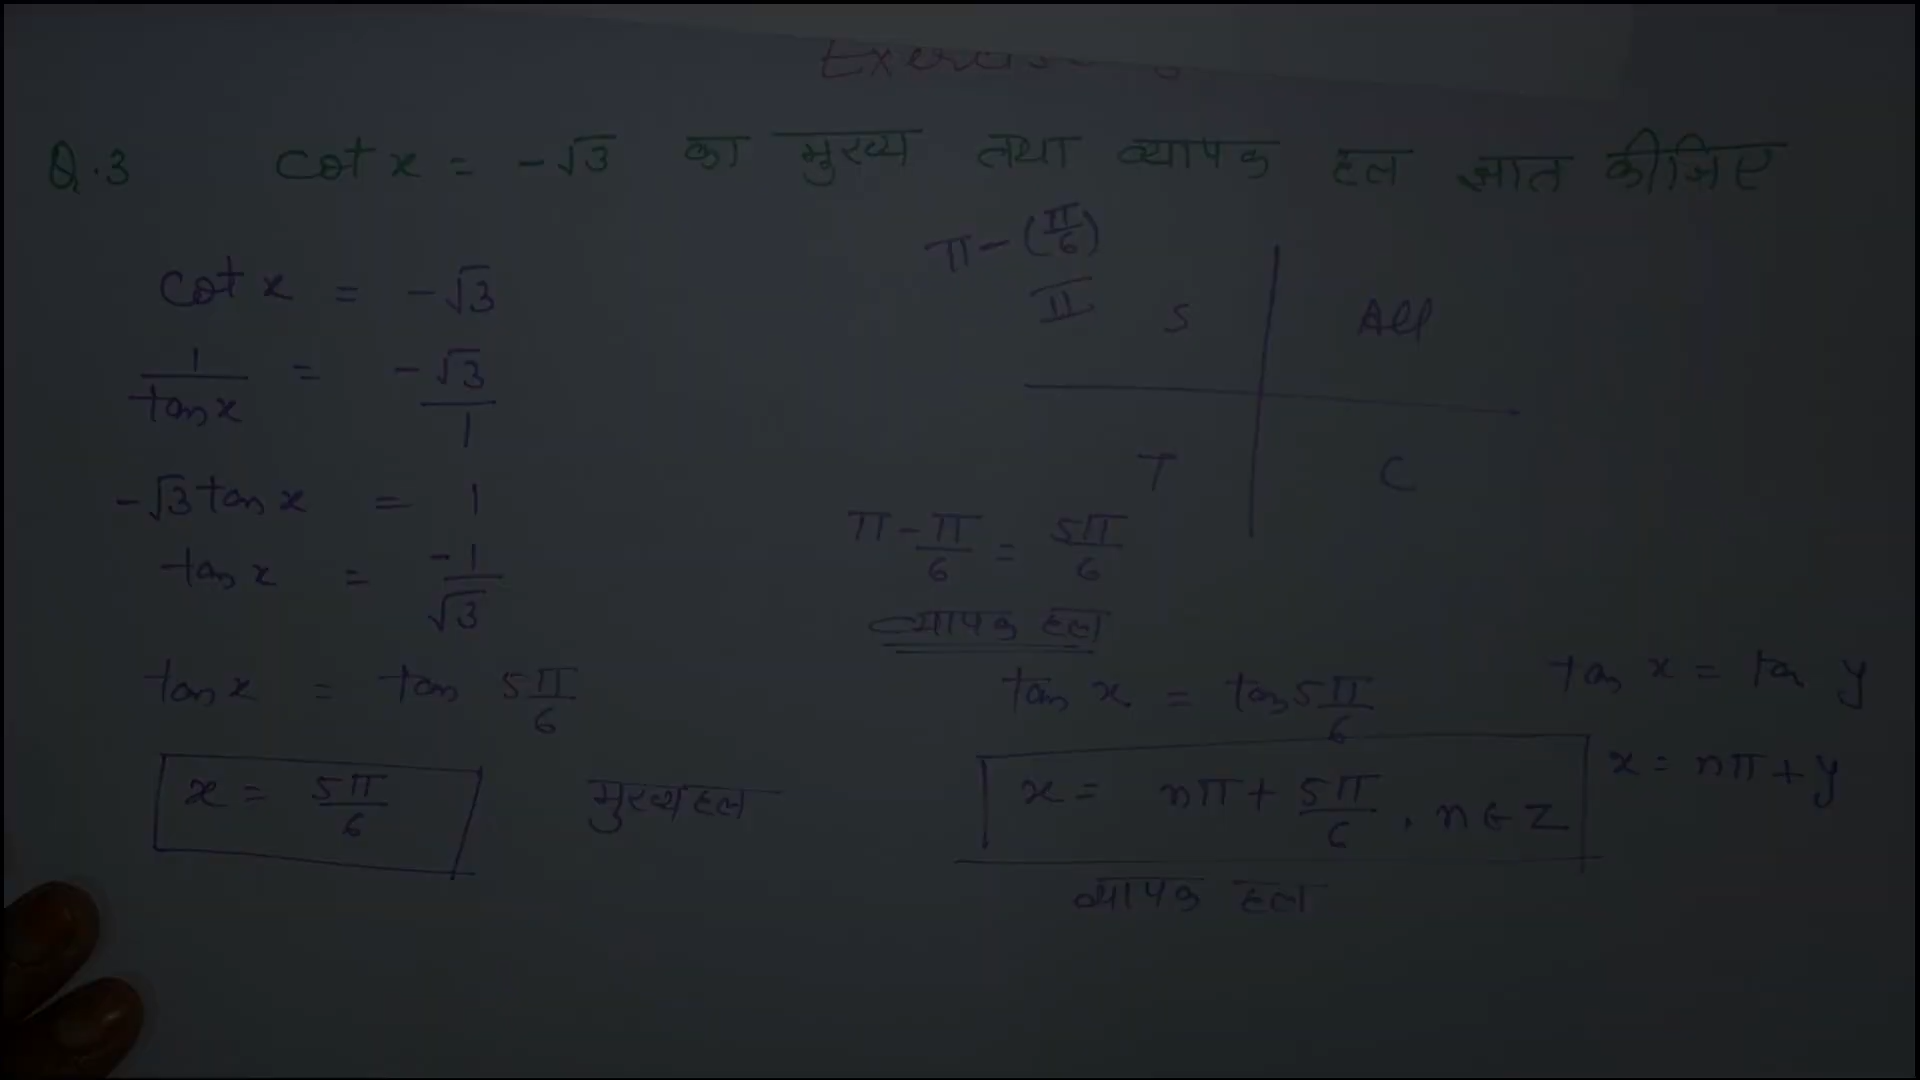 Q.3 cot x = -√3 का मुख्य तथा व्यापक हल ज्ञात कीजिए
cot x = -√3
1/tan x = -√3/1
-√3 tan x = 1
tan x = -1/√3
tan x = tan 5π/6
x = 5π/6 मुख्य हल
π - (π/6)
II S All
T C
π - π/6 = 5π/6
व्यापक हल
tan x = tan 5π/6
x = nπ + 5π/6 , n ∈ Z
व्यापक हल
tan x = tan y
x = nπ + y